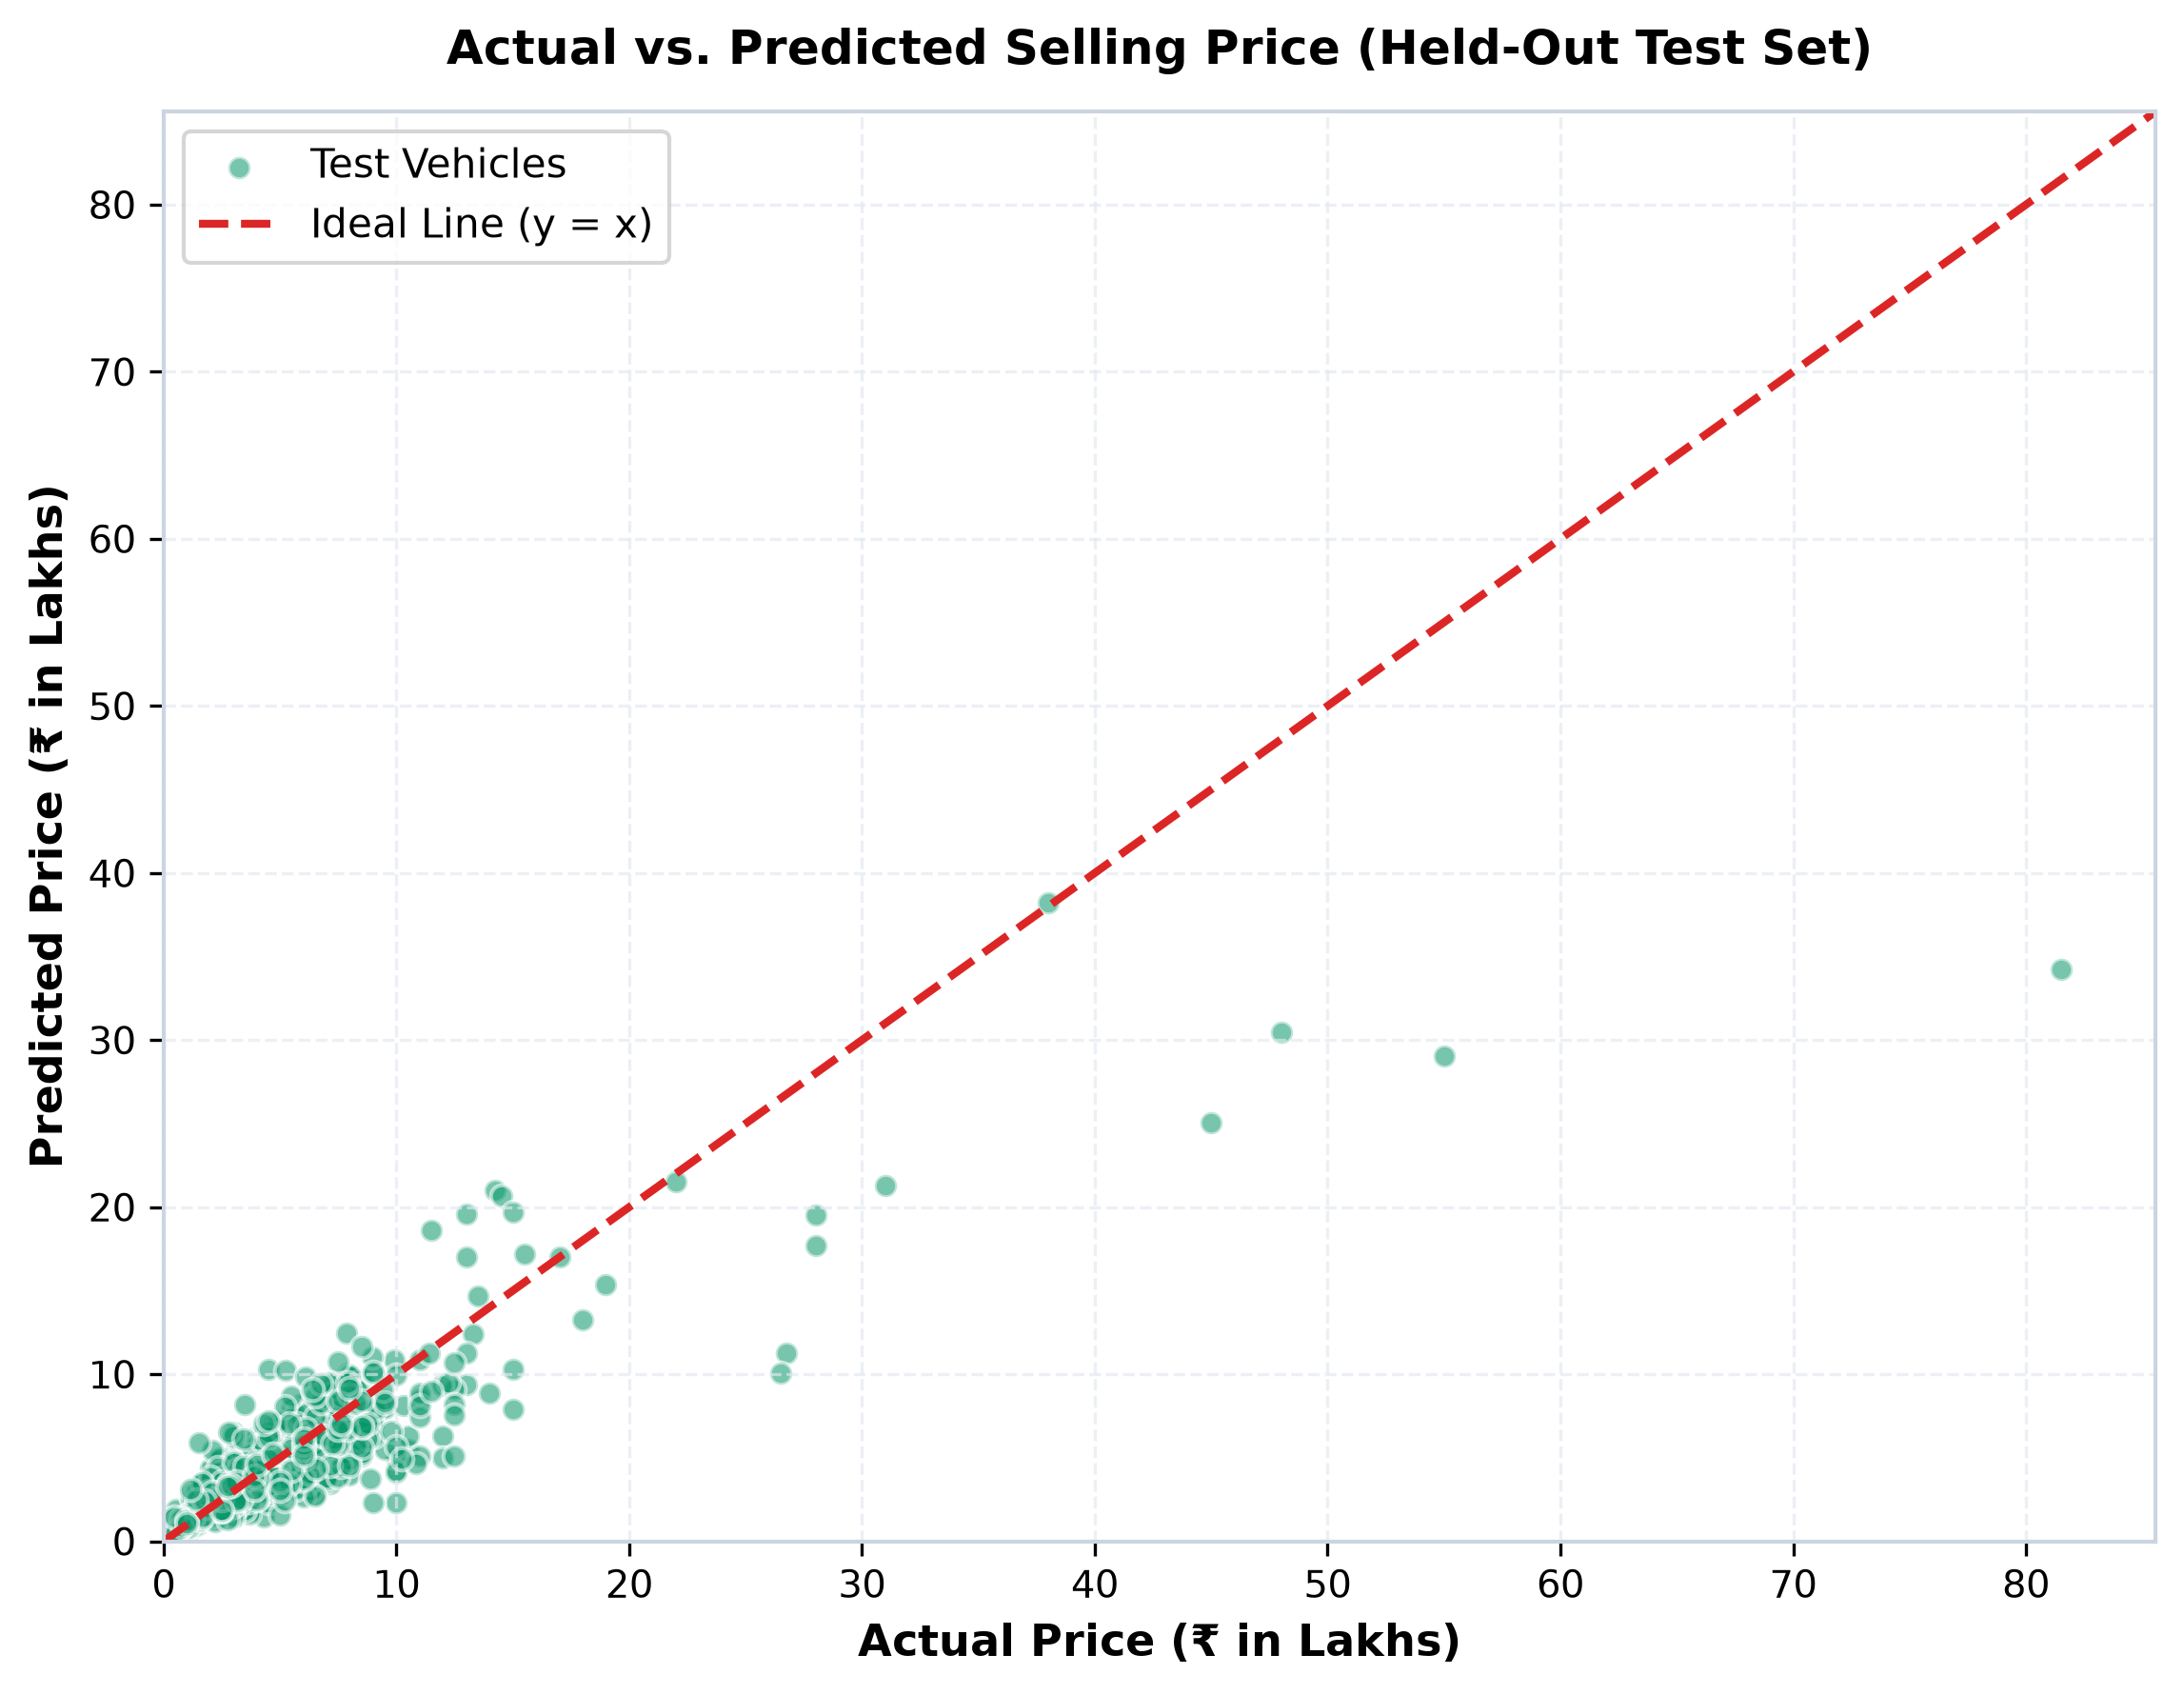 Actual vs. Predicted Selling Price (Held-Out Test Set)
Test Vehicles
Ideal Line (y = x)
Predicted Price (₹ in Lakhs)
80
70
60
50
40
30
20
10
0
0 10 20 30 40 50 60 70 80
Actual Price (₹ in Lakhs)